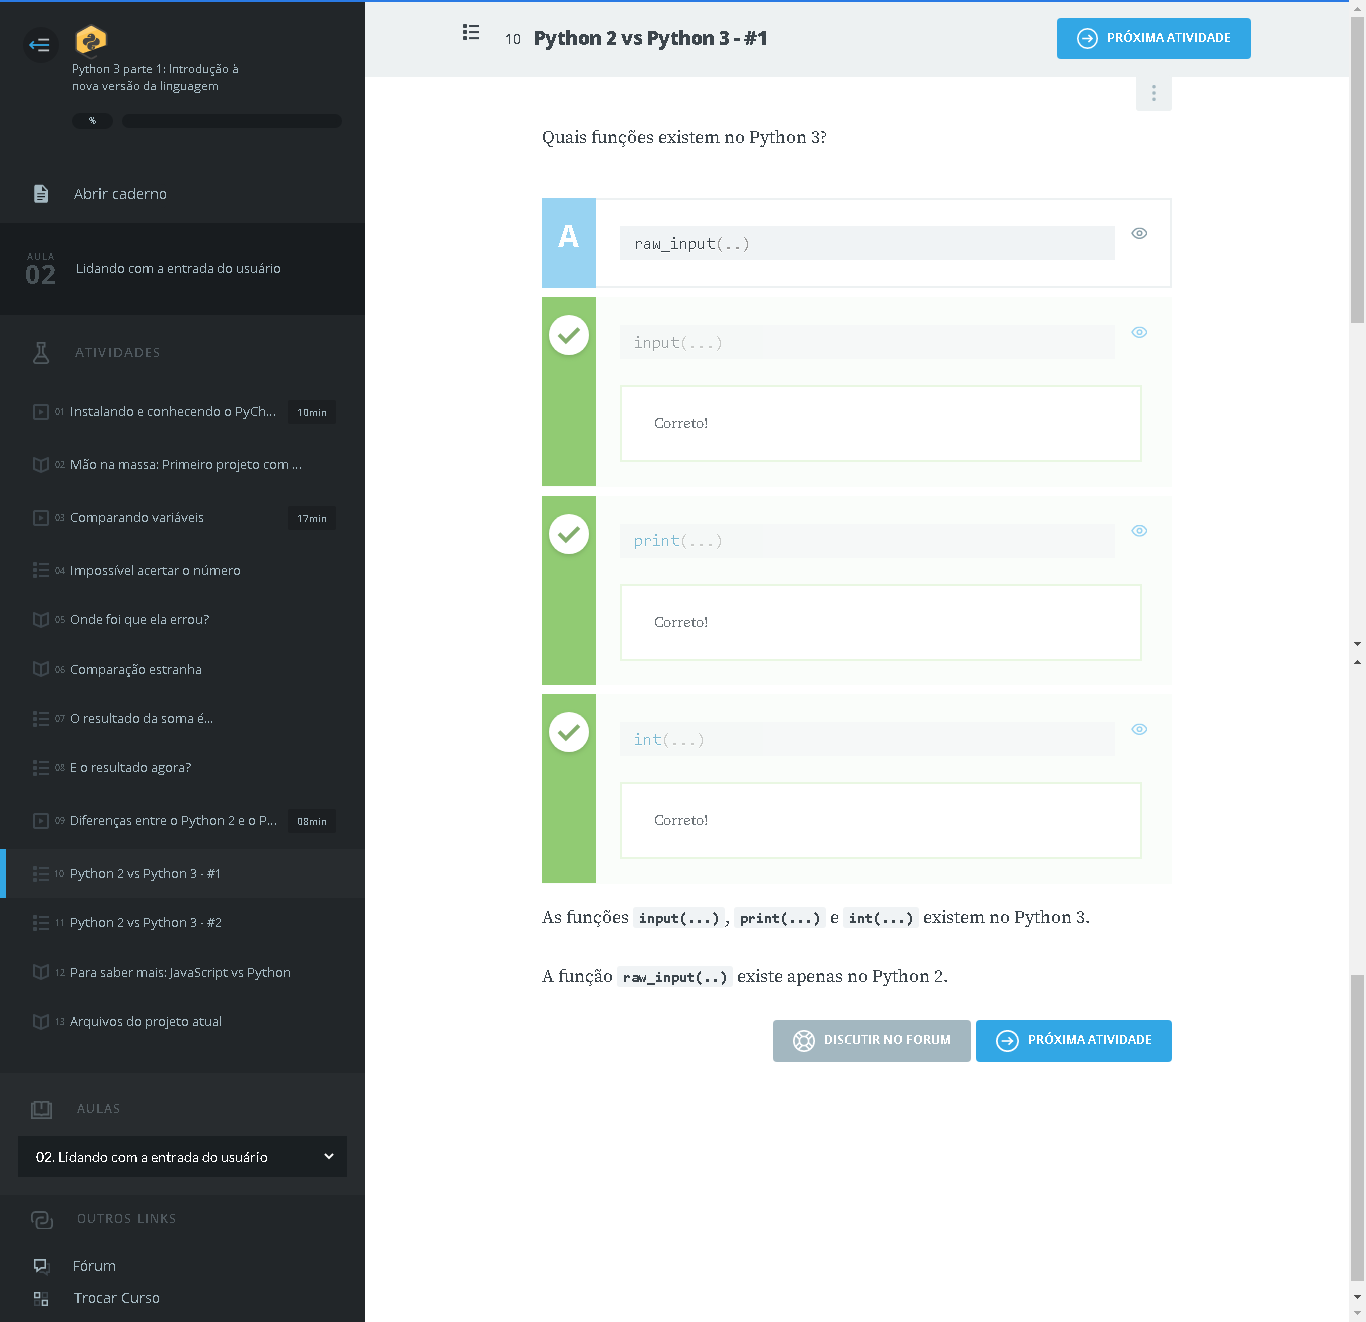 Python 3 parte 1: Introdução à
nova versão da linguagem
%
Abrir caderno
AULA
02
Lidando com a entrada do usuário
ATIVIDADES
01 Instalando e conhecendo o PyCh... 10min
02 Mão na massa: Primeiro projeto com ...
03 Comparando variáveis 17min
04 Impossível acertar o número
05 Onde foi que ela errou?
06 Comparação estranha
07 O resultado da soma é...
08 E o resultado agora?
09 Diferenças entre o Python 2 e o P... 08min
10 Python 2 vs Python 3 - #1
11 Python 2 vs Python 3 - #2
12 Para saber mais: JavaScript vs Python
13 Arquivos do projeto atual
AULAS
02. Lidando com a entrada do usuário
OUTROS LINKS
Fórum
Trocar Curso
10 Python 2 vs Python 3 - #1
PRÓXIMA ATIVIDADE
Quais funções existem no Python 3?
A
raw_input(..)
input(...)
Correto!
print(...)
Correto!
int(...)
Correto!
As funções input(...), print(...) e int(...) existem no Python 3.
A função raw_input(..) existe apenas no Python 2.
DISCUTIR NO FORUM
PRÓXIMA ATIVIDADE